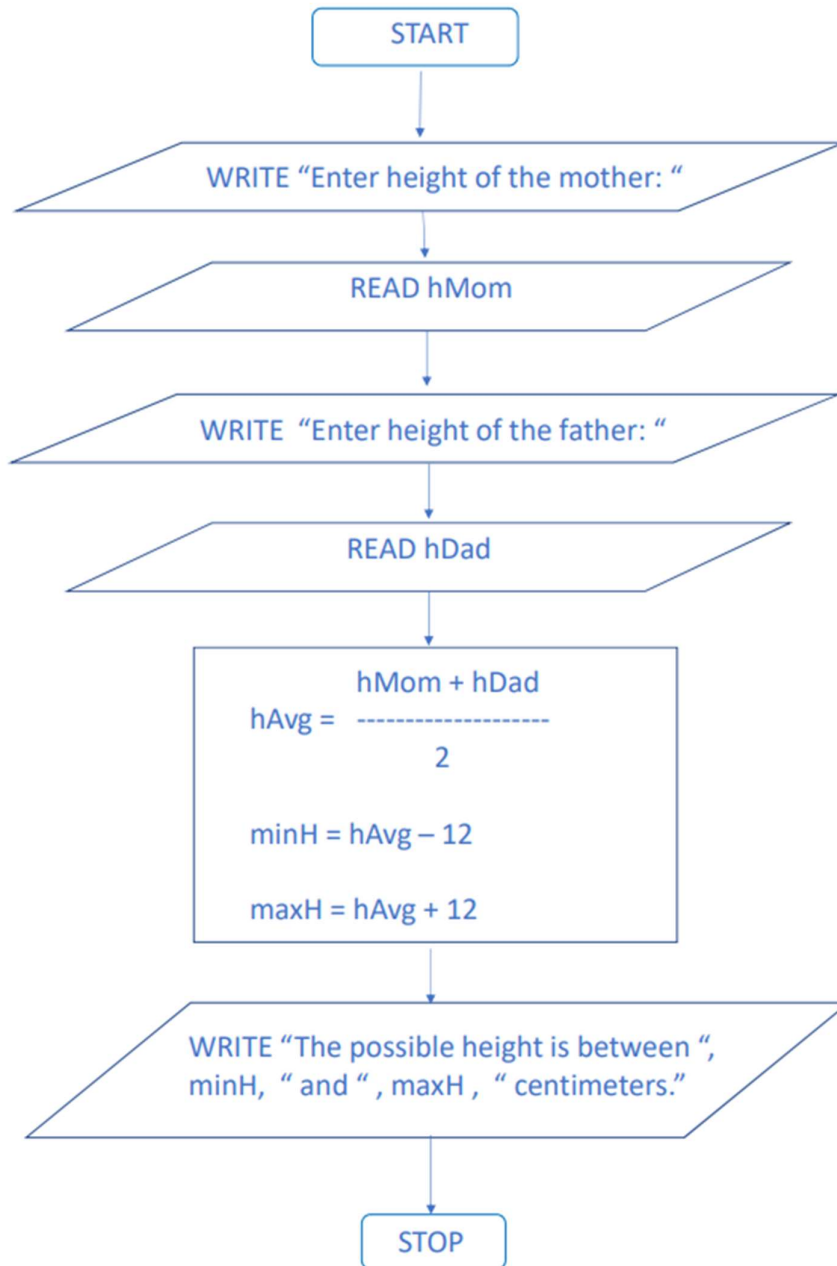 START
WRITE “Enter height of the mother: “
READ hMom
WRITE  “Enter height of the father: “
READ hDad
hMom + hDad
hAvg =  --------------------
2
minH = hAvg – 12
maxH = hAvg + 12
WRITE “The possible height is between “,
minH,  “ and “ , maxH ,  “ centimeters.”
STOP